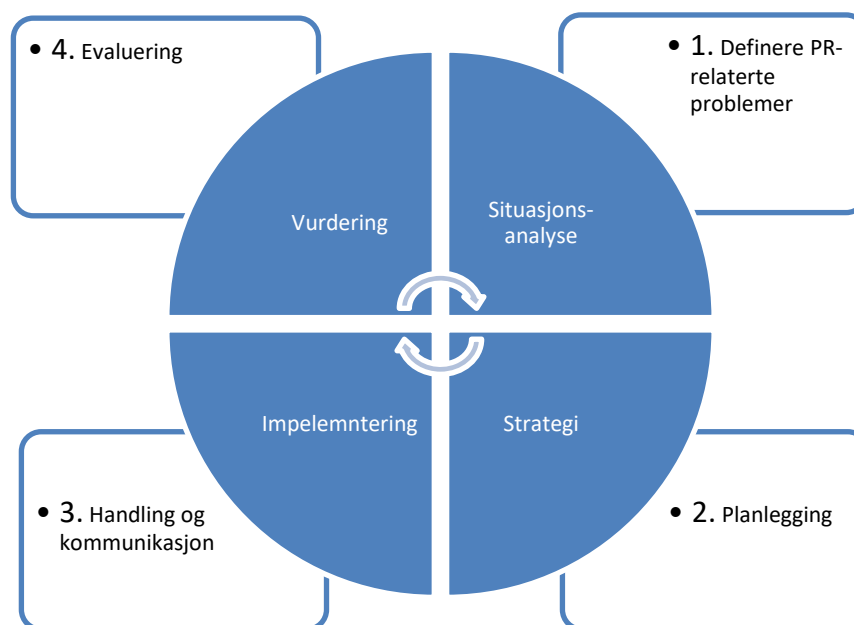 • 4. Evaluering
• 1. Definere PR-
relaterte
problemer
Vurdering
Situasjons-
analyse
Impelemntering
Strategi
• 3. Handling og
kommunikasjon
• 2. Planlegging